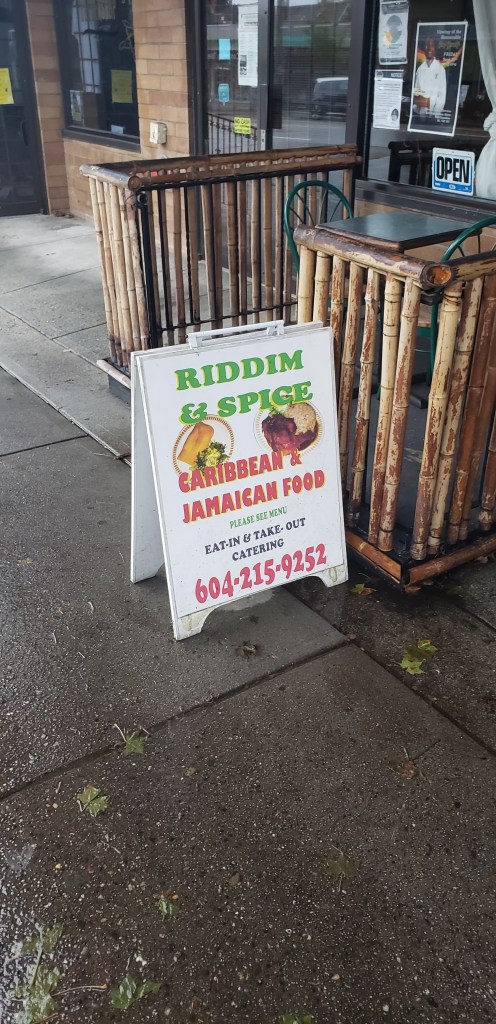 OPEN
RIDDIM
& SPICE
CARIBBEAN &
JAMAICAN FOOD
PLEASE SEE MENU
EAT-IN & TAKE- OUT
CATERING
604-215-9252